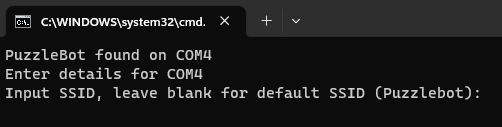 C:\WINDOWS\system32\cmd.
PuzzleBot found on COM4
Enter details for COM4
Input SSID, leave blank for default SSID (Puzzlebot):